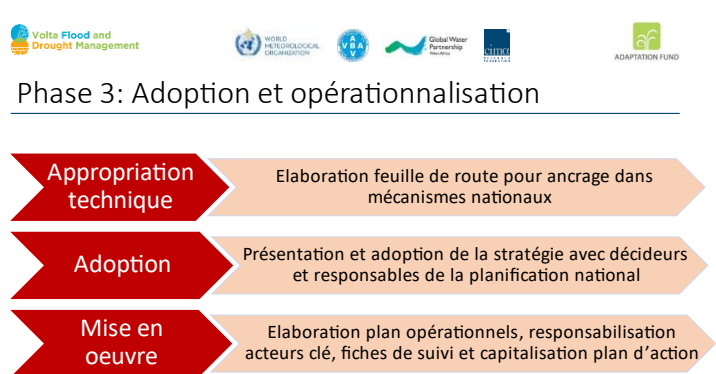 Volta Flood and
Drought Management
WORLD
METEOROLOGICAL
ORGANIZATION
VBA
Global Water
Partnership
West Africa
cima
ADAPTATION FUND
Phase 3: Adoption et opérationnalisation
Appropriation
technique
Elaboration feuille de route pour ancrage dans
mécanismes nationaux
Adoption
Présentation et adoption de la stratégie avec décideurs
et responsables de la planification national
Mise en
oeuvre
Elaboration plan opérationnels, responsabilisation
acteurs clé, fiches de suivi et capitalisation plan d’action